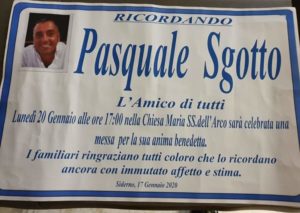 RICORDANDO
Pasquale Sgotto
L'Amico di tutti
Lunedì 20 Gennaio alle ore 17:00 nella Chiesa Maria SS.dell'Arco sarà celebrata una
messa per la sua anima benedetta.
I familiari ringraziano tutti coloro che lo ricordano
ancora con immutato affetto e stima.
Siderno, 17 Gennaio 2020